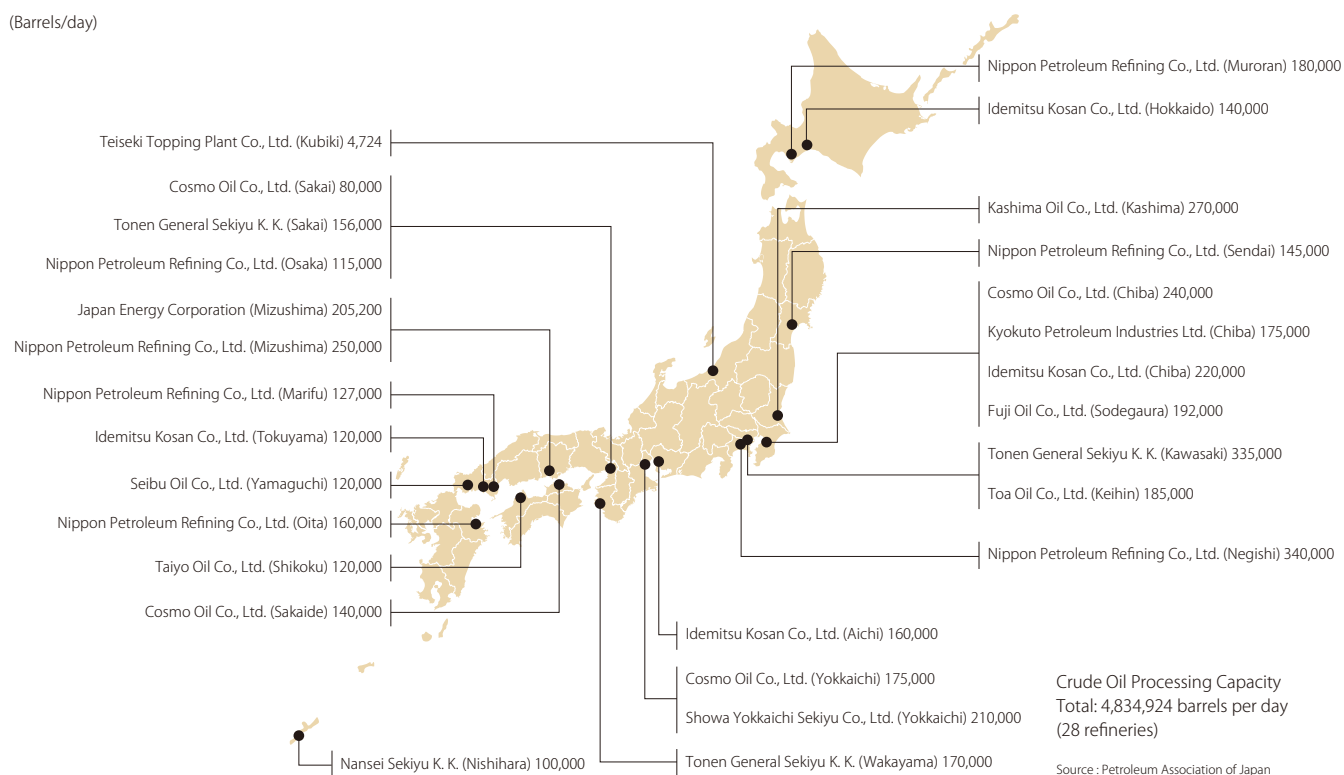 (Barrels/day)
Teiseki Topping Plant Co., Ltd. (Kubiki) 4,724
Cosmo Oil Co., Ltd. (Sakai) 80,000
Tonen General Sekiyu K. K. (Sakai) 156,000
Nippon Petroleum Refining Co., Ltd. (Osaka) 115,000
Japan Energy Corporation (Mizushima) 205,200
Nippon Petroleum Refining Co., Ltd. (Mizushima) 250,000
Nippon Petroleum Refining Co., Ltd. (Marifu) 127,000
Idemitsu Kosan Co., Ltd. (Tokuyama) 120,000
Seibu Oil Co., Ltd. (Yamaguchi) 120,000
Nippon Petroleum Refining Co., Ltd. (Oita) 160,000
Taiyo Oil Co., Ltd. (Shikoku) 120,000
Cosmo Oil Co., Ltd. (Sakaide) 140,000
Nansei Sekiyu K. K. (Nishihara) 100,000
Nippon Petroleum Refining Co., Ltd. (Muroran) 180,000
Idemitsu Kosan Co., Ltd. (Hokkaido) 140,000
Kashima Oil Co., Ltd. (Kashima) 270,000
Nippon Petroleum Refining Co., Ltd. (Sendai) 145,000
Cosmo Oil Co., Ltd. (Chiba) 240,000
Kyokuto Petroleum Industries Ltd. (Chiba) 175,000
Idemitsu Kosan Co., Ltd. (Chiba) 220,000
Fuji Oil Co., Ltd. (Sodegaura) 192,000
Tonen General Sekiyu K. K. (Kawasaki) 335,000
Toa Oil Co., Ltd. (Keihin) 185,000
Nippon Petroleum Refining Co., Ltd. (Negishi) 340,000
Idemitsu Kosan Co., Ltd. (Aichi) 160,000
Cosmo Oil Co., Ltd. (Yokkaichi) 175,000
Showa Yokkaichi Sekiyu Co., Ltd. (Yokkaichi) 210,000
Tonen General Sekiyu K. K. (Wakayama) 170,000
Crude Oil Processing Capacity
Total: 4,834,924 barrels per day
(28 refineries)
Source : Petroleum Association of Japan